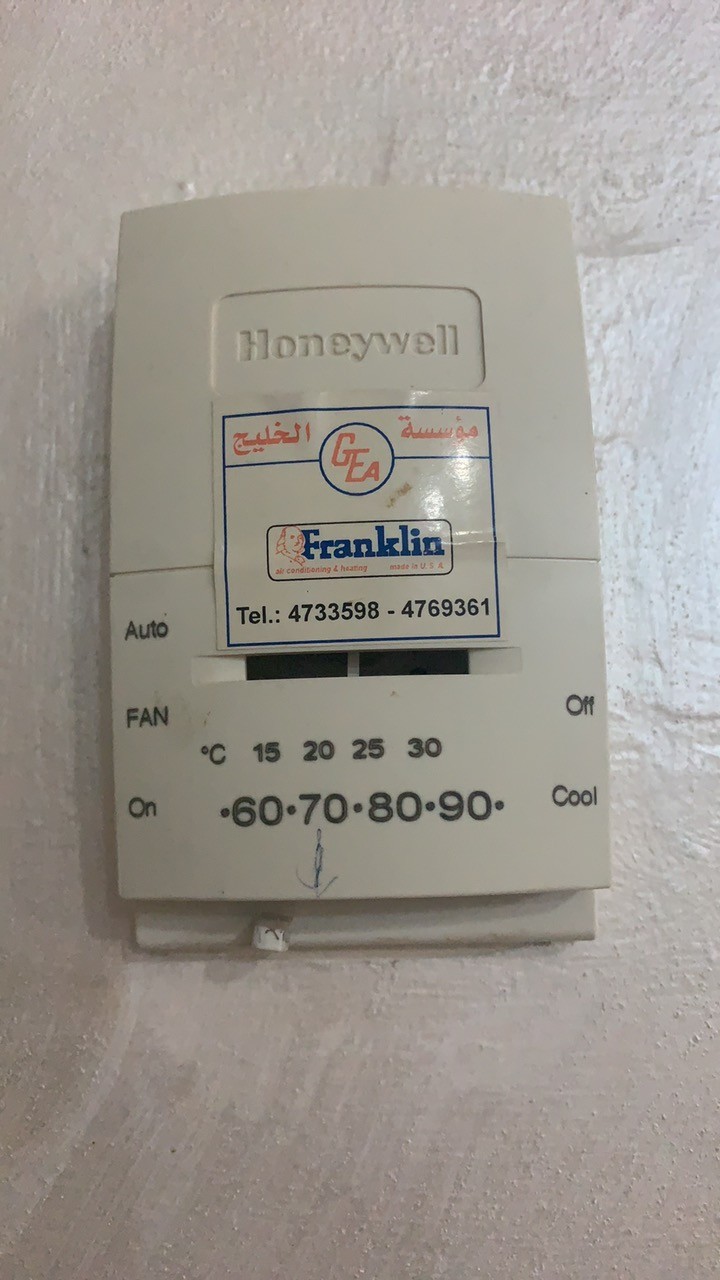 Honeywell
مؤسسة الخليج
GEA
Franklin
air conditioning & heating made in U S A
Tel.: 4733598 - 4769361
Auto
FAN
Off
°C 15 20 25 30
On
·60·70·80·90·
Cool